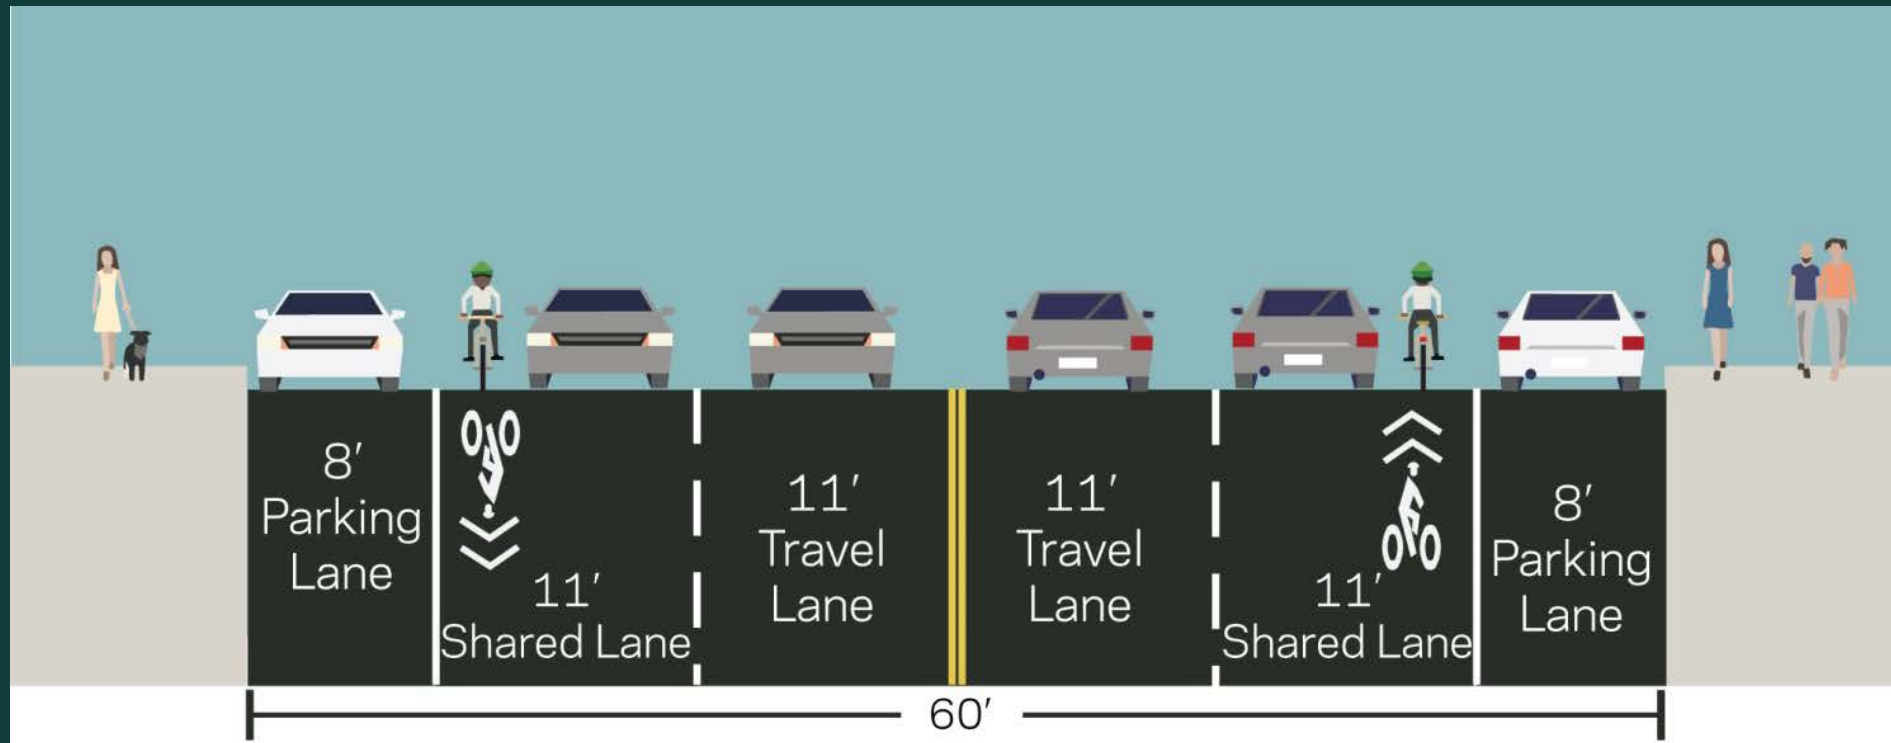 8′
Parking
Lane
11′
Shared Lane
11′
Travel
Lane
11′
Travel
Lane
11′
Shared Lane
8′
Parking
Lane
60′